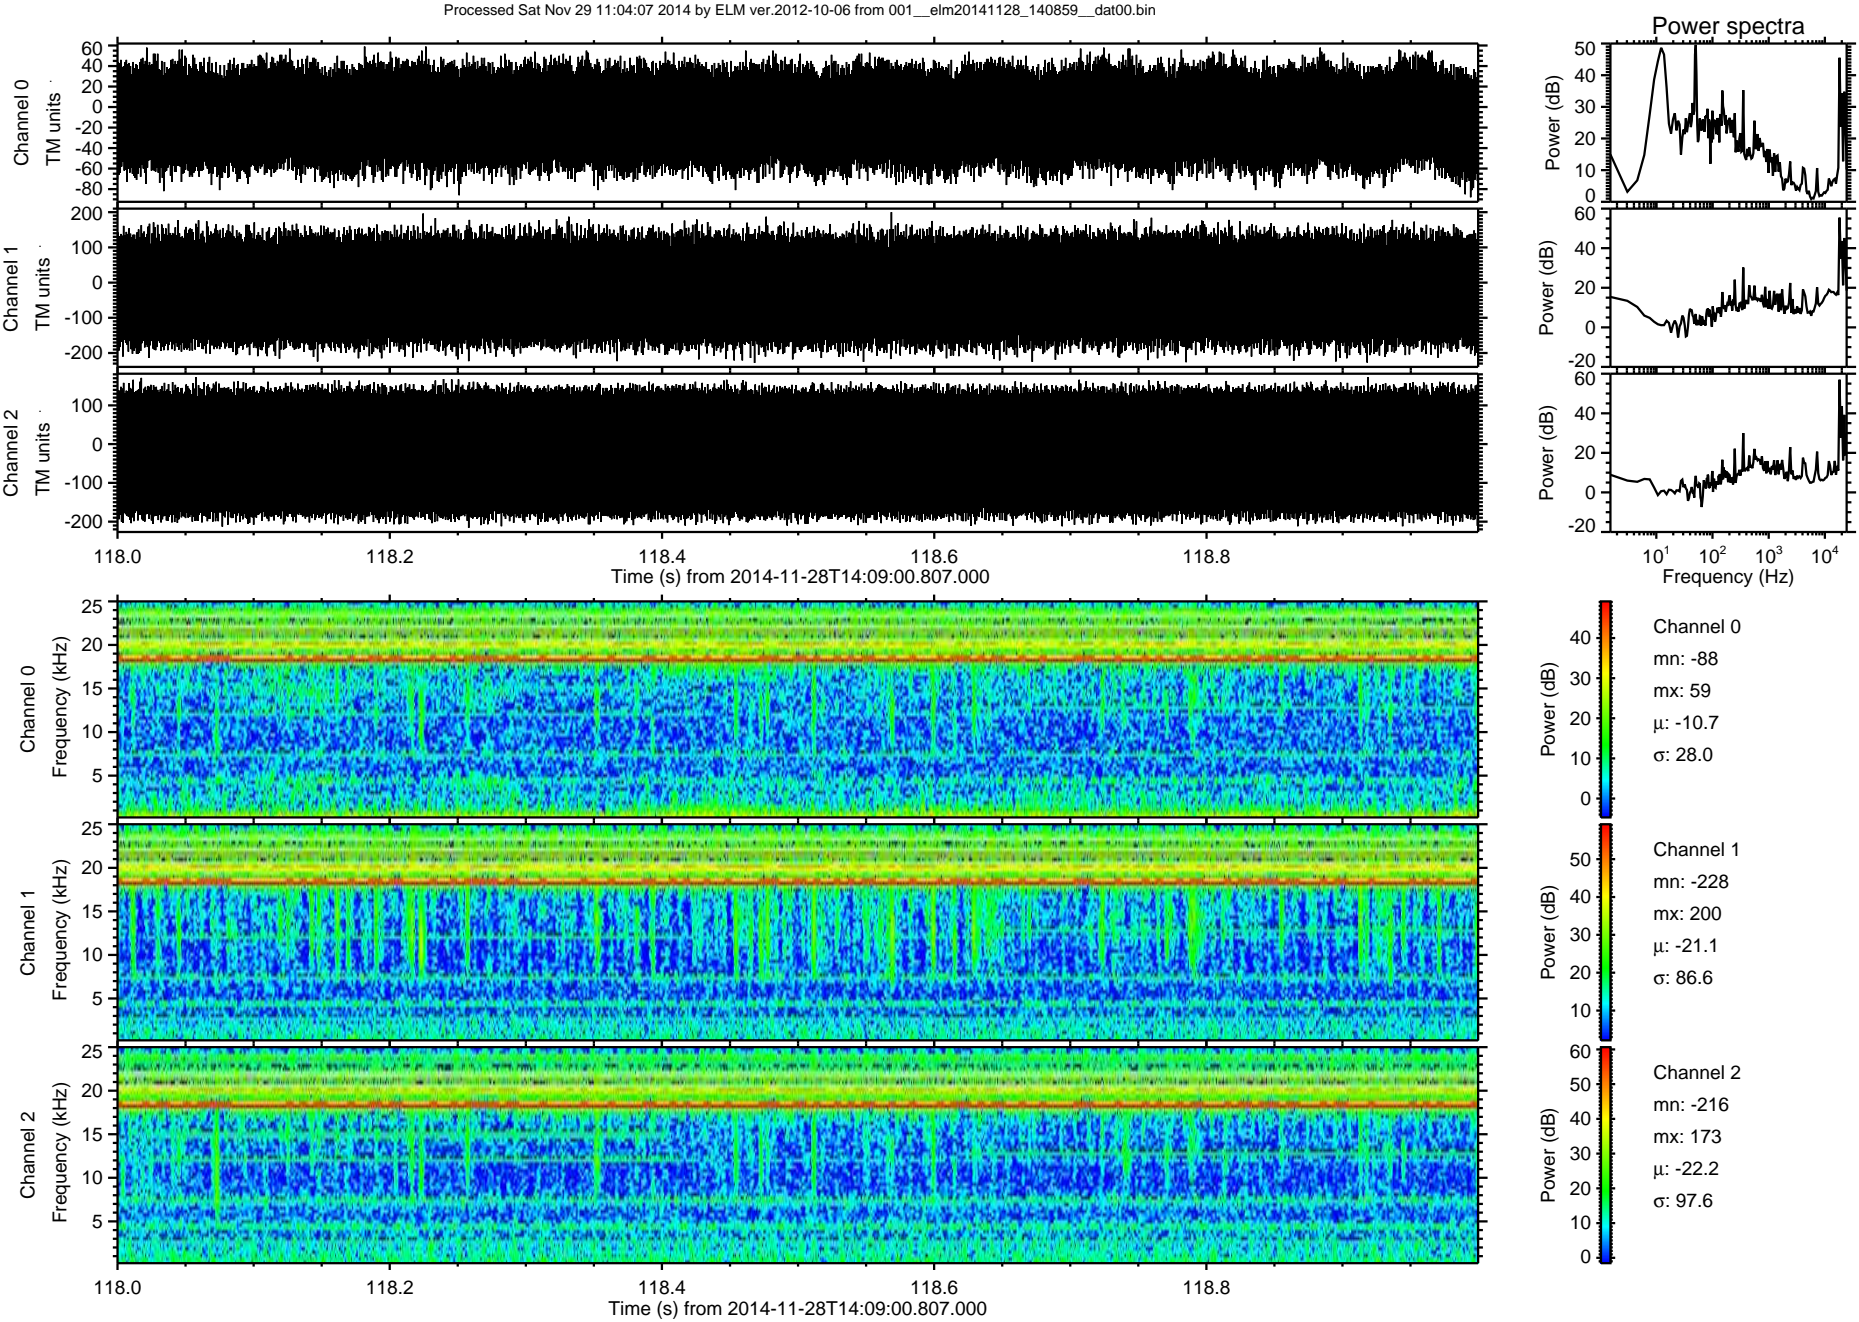 Processed Sat Nov 29 11:04:07 2014 by ELM ver.2012-10-06 from 001__elm20141128_140859__dat00.bin
Power spectra
Channel 0
TM units
60
40
20
0
-20
-40
-60
-80
Power (dB)
50
40
30
20
10
0
Channel 1
TM units
200
100
0
-100
-200
Power (dB)
60
40
20
0
-20
Channel 2
TM units
100
0
-100
-200
Power (dB)
60
40
20
0
-20
118.0 118.2 118.4 118.6 118.8
Time (s) from 2014-11-28T14:09:00.807.000
10¹ 10² 10³ 10⁴
Frequency (Hz)
Channel 0
Frequency (kHz)
25
20
15
10
5
Power (dB)
40
30
20
10
0
Channel 0
mn: -88
mx: 59
μ: -10.7
σ: 28.0
Channel 1
Frequency (kHz)
25
20
15
10
5
Power (dB)
50
40
30
20
10
Channel 1
mn: -228
mx: 200
μ: -21.1
σ: 86.6
Channel 2
Frequency (kHz)
25
20
15
10
5
Power (dB)
60
50
40
30
20
10
0
Channel 2
mn: -216
mx: 173
μ: -22.2
σ: 97.6
118.0 118.2 118.4 118.6 118.8
Time (s) from 2014-11-28T14:09:00.807.000